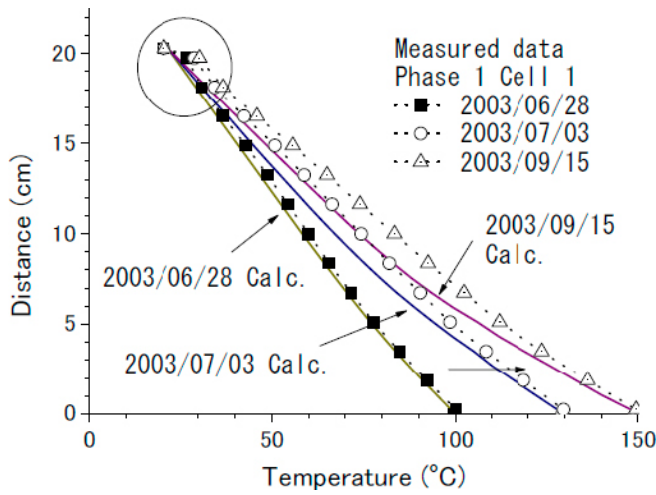 Measured data
Phase 1 Cell 1
2003/06/28
2003/07/03
2003/09/15
20
15
10
5
0
Distance (cm)
2003/09/15
Calc.
2003/06/28 Calc.
2003/07/03 Calc.
0 50 100 150
Temperature (°C)